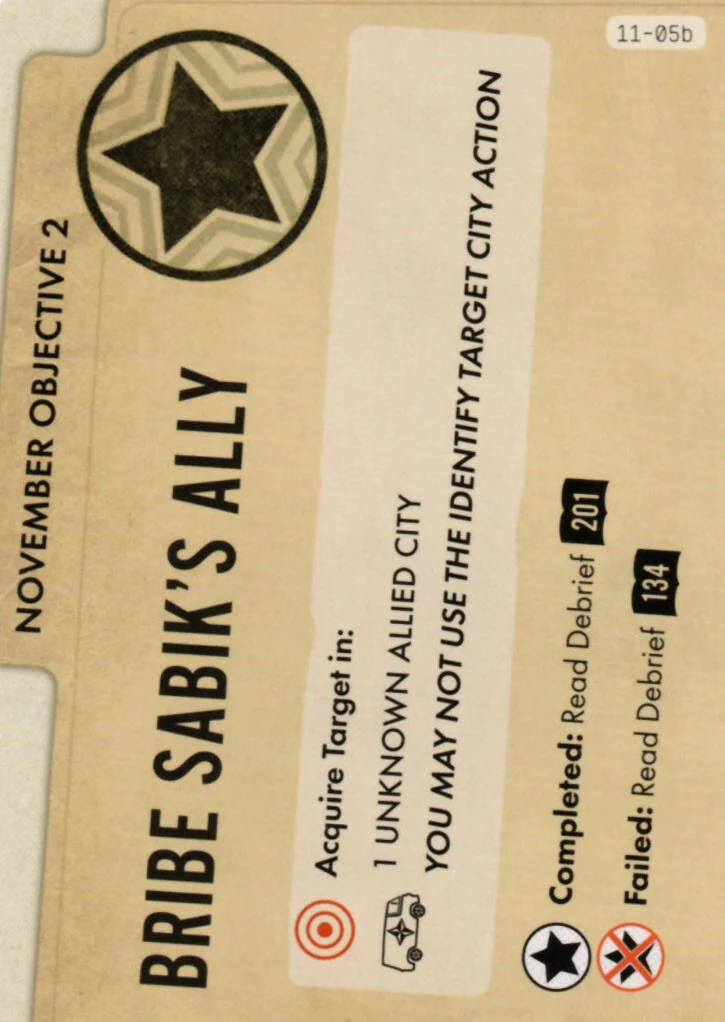 11-05b
NOVEMBER OBJECTIVE 2
BRIBE SABIK'S ALLY
Acquire Target in:
1 UNKNOWN ALLIED CITY
YOU MAY NOT USE THE IDENTIFY TARGET CITY ACTION
Completed: Read Debrief 201
Failed: Read Debrief 134